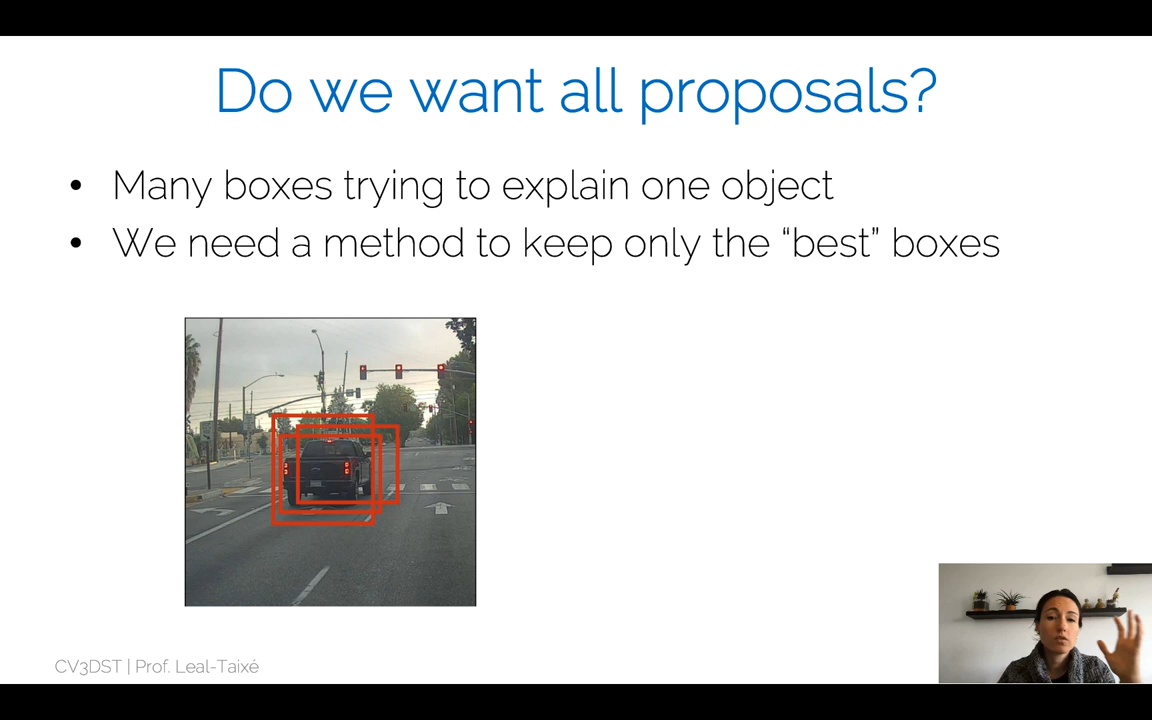 Do we want all proposals?
• Many boxes trying to explain one object
• We need a method to keep only the “best” boxes
CV3DST | Prof. Leal-Taixé